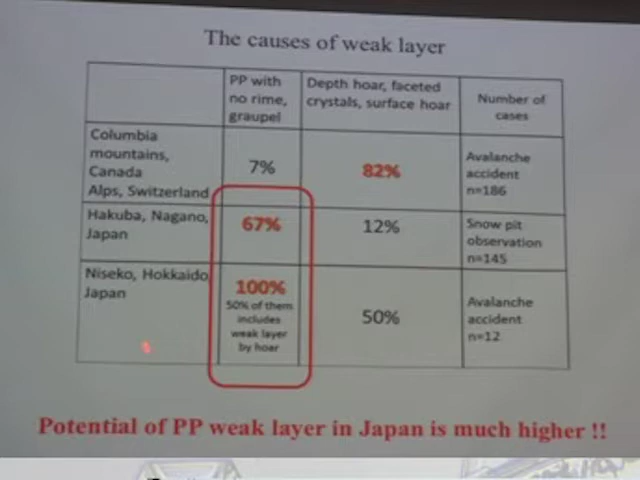 The causes of weak layer
PP with
no rime,
graupel
Depth hoar, faceted
crystals, surface hoar
Number of
cases
Columbia
mountains,
Canada
Alps, Switzerland
7%
82%
Avalanche
accident
n=186
Hakuba, Nagano,
Japan
67%
12%
Snow pit
observation
n=145
Niseko, Hokkaido
Japan
100%
50% of them
includes
weak layer
by hoar
50%
Avalanche
accident
n=12
Potential of PP weak layer in Japan is much higher !!